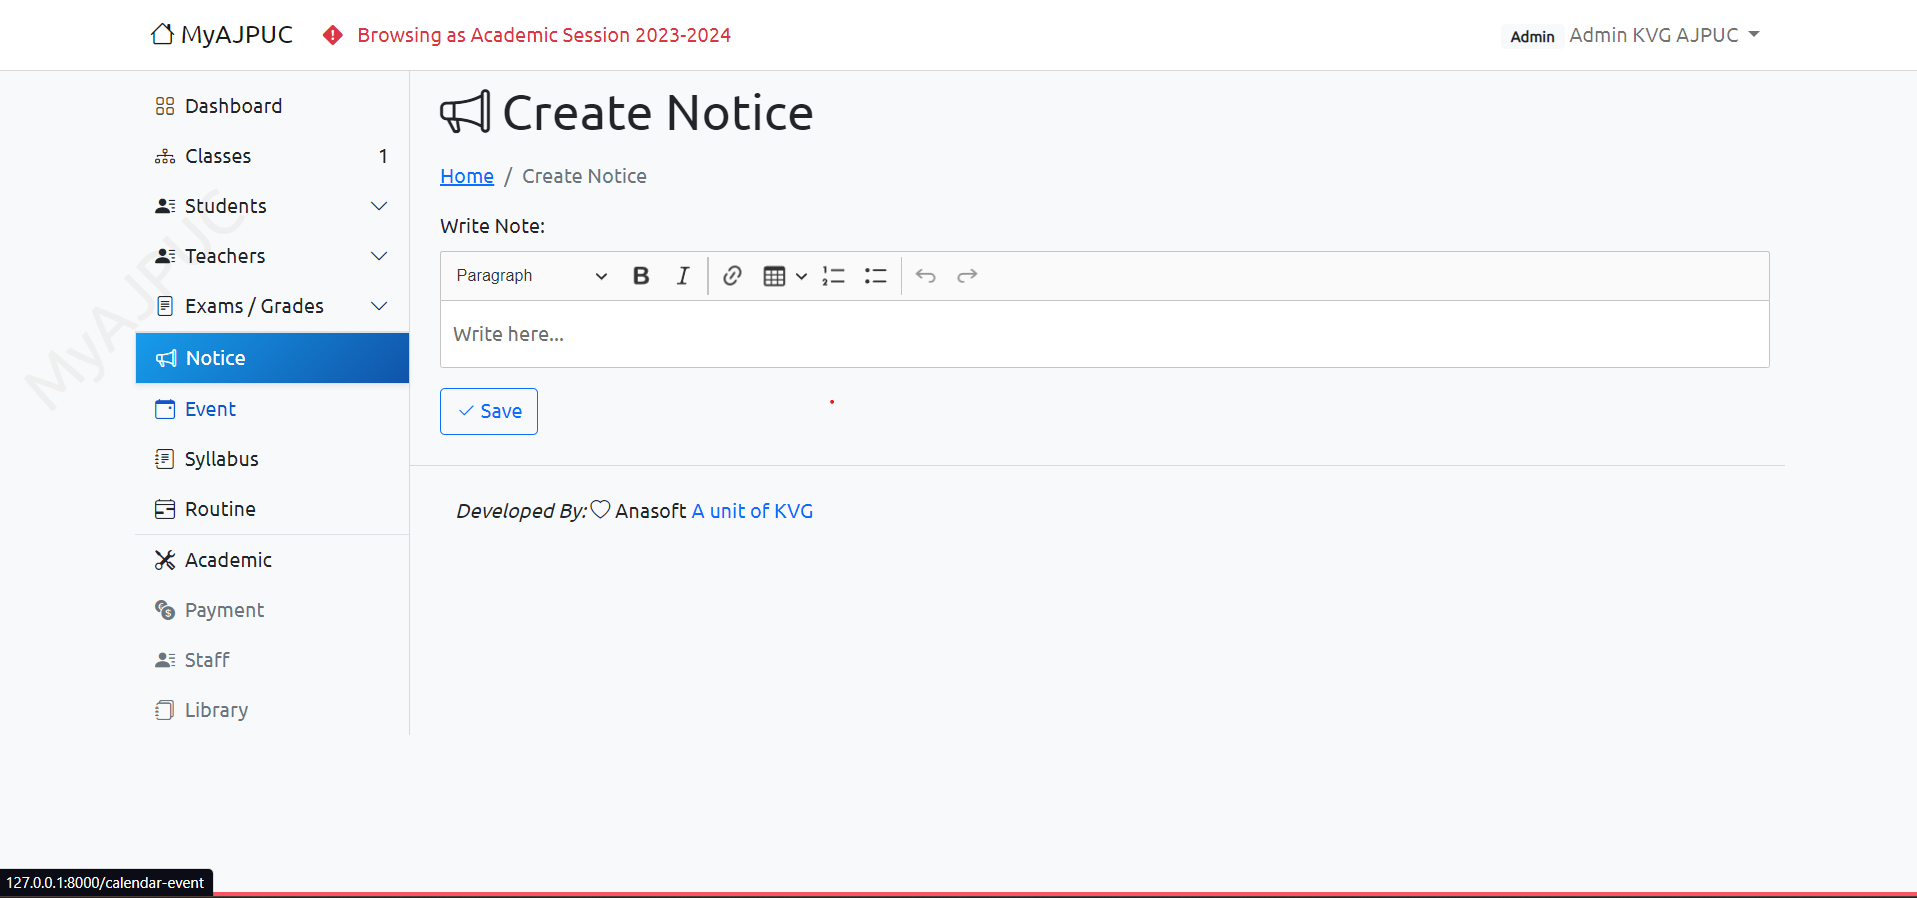 MyAJPUC
Browsing as Academic Session 2023-2024
Admin Admin KVG AJPUC
Dashboard
Classes 1
Students
Teachers
Exams / Grades
Notice
Event
Syllabus
Routine
Academic
Payment
Staff
Library
MyAJPUC
Create Notice
Home / Create Notice
Write Note:
Paragraph
Write here...
Save
Developed By: Anasoft A unit of KVG
127.0.0.1:8000/calendar-event